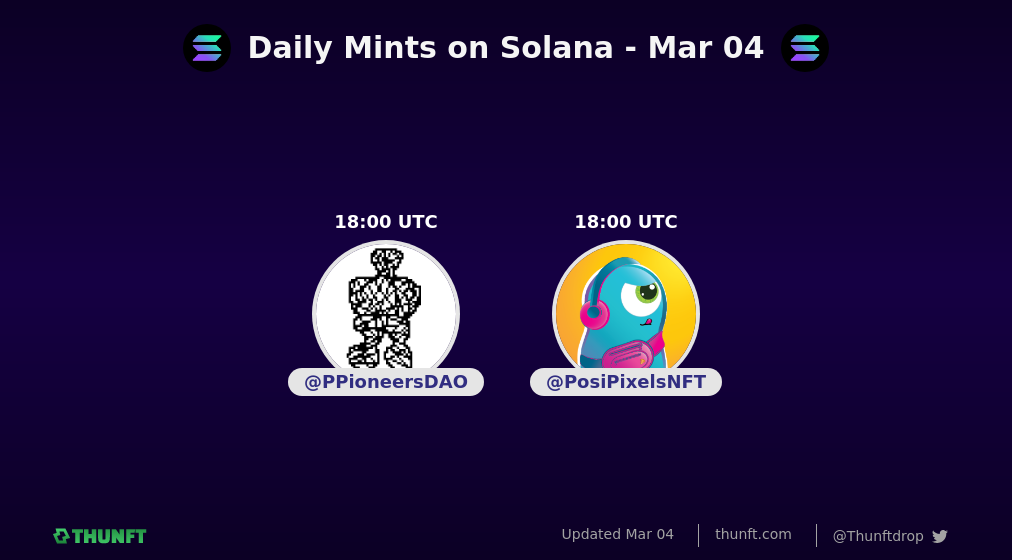 Daily Mints on Solana - Mar 04
18:00 UTC
@PPioneersDAO
18:00 UTC
@PosiPixelsNFT
THUNFT
Updated Mar 04
thunft.com
@Thunftdrop